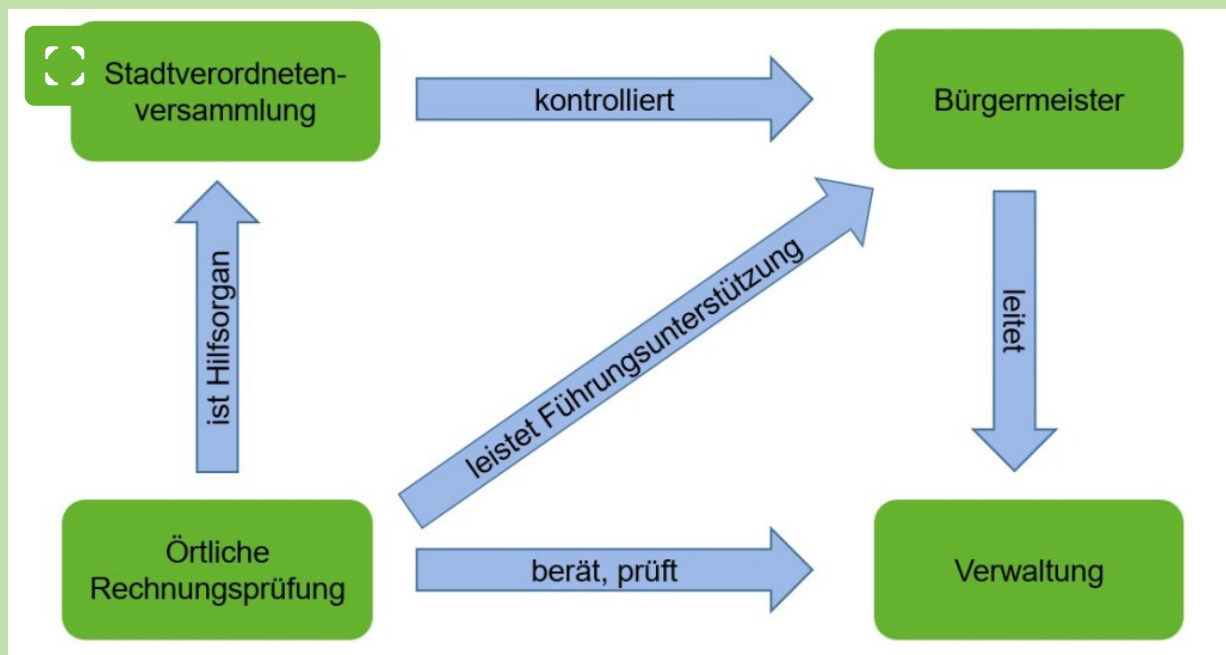 Stadtverordneten-
versammlung
kontrolliert
Bürgermeister
ist Hilfsorgan
leistet Führungsunterstützung
leitet
Örtliche
Rechnungsprüfung
berät, prüft
Verwaltung